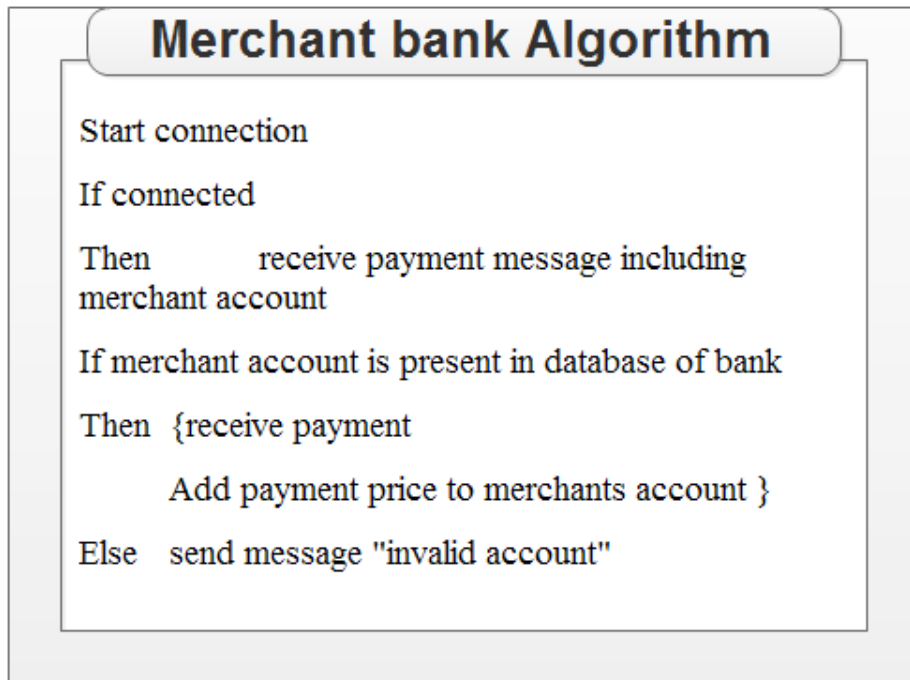 Merchant bank Algorithm
Start connection
If connected
Then receive payment message including
merchant account
If merchant account is present in database of bank
Then {receive payment
Add payment price to merchants account }
Else send message "invalid account"